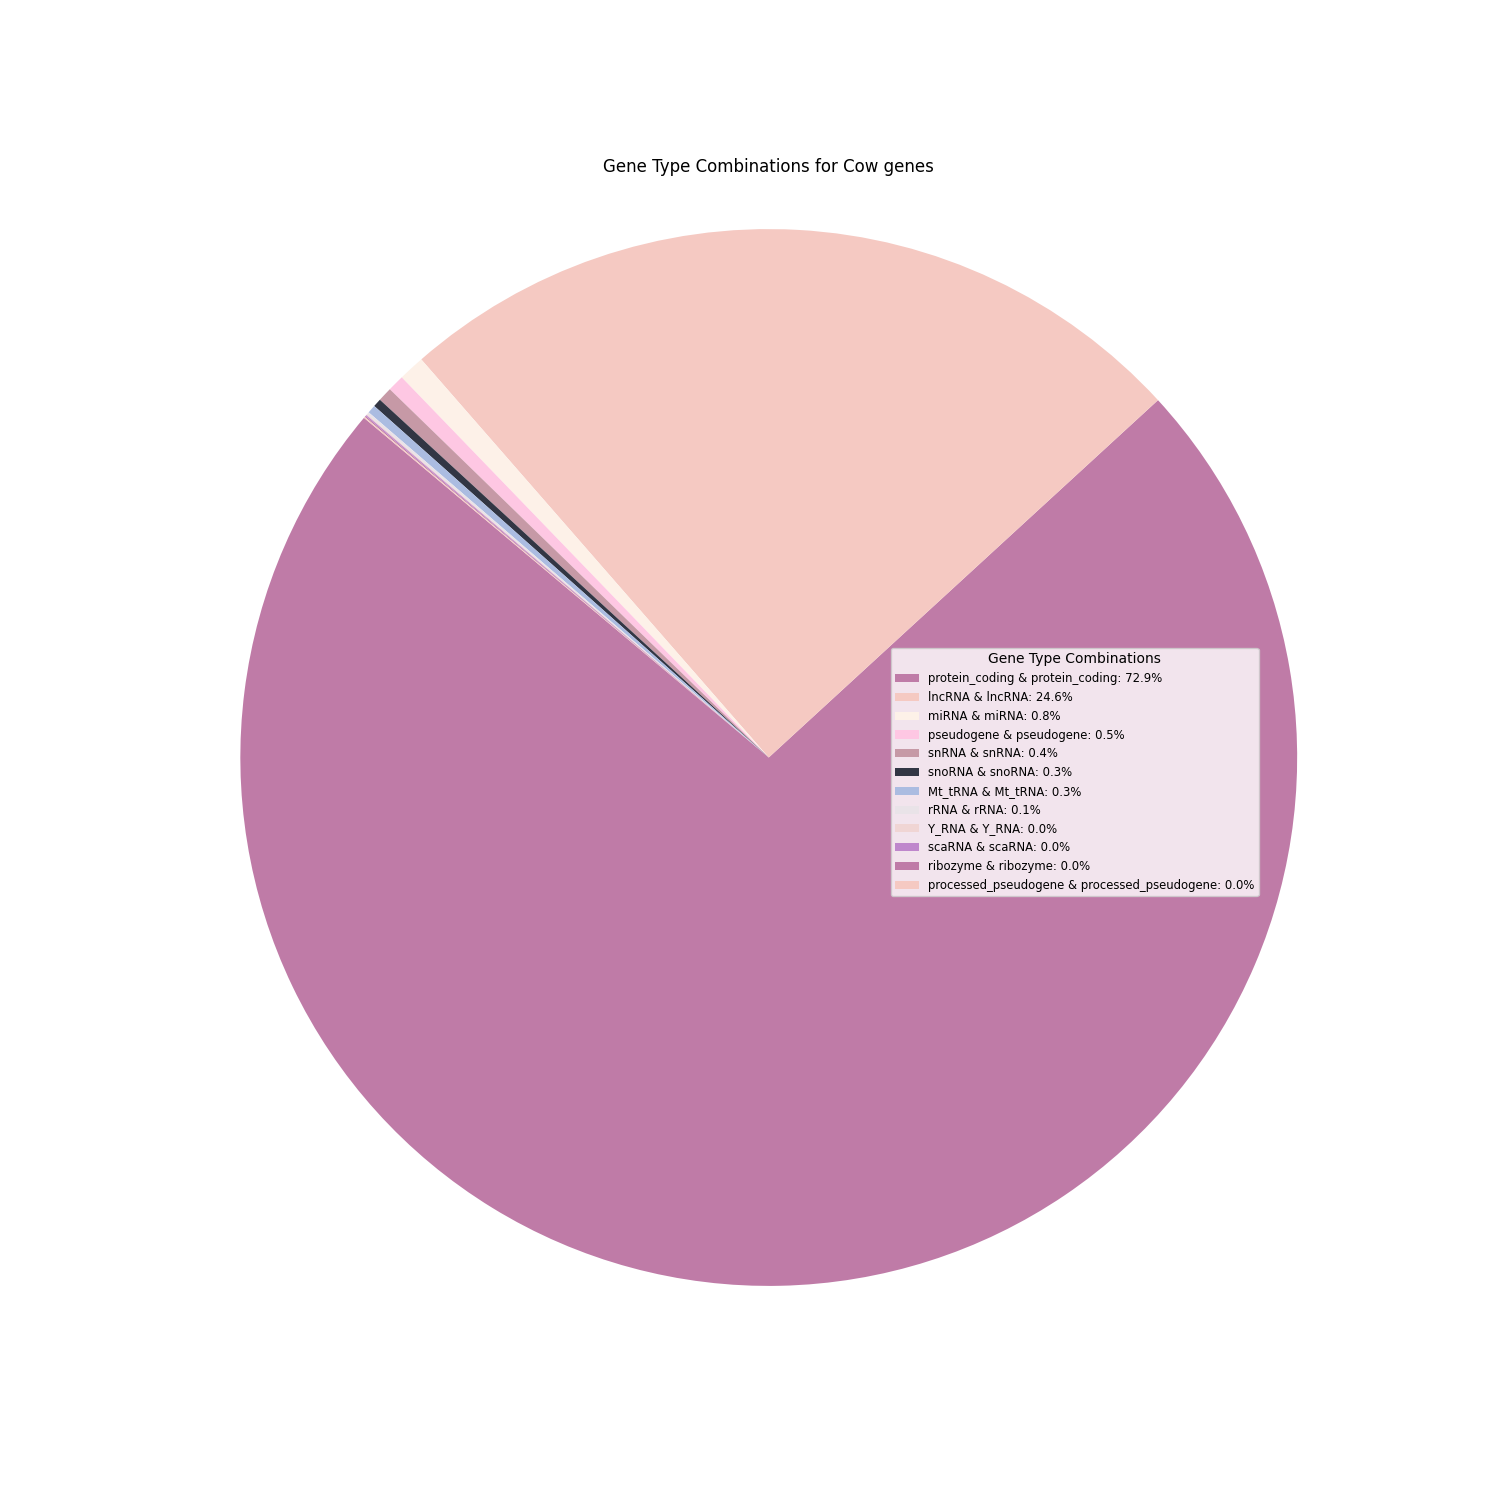 Gene Type Combinations for Cow genes
Gene Type Combinations
protein_coding & protein_coding: 72.9%
lncRNA & lncRNA: 24.6%
miRNA & miRNA: 0.8%
pseudogene & pseudogene: 0.5%
snRNA & snRNA: 0.4%
snoRNA & snoRNA: 0.3%
Mt_tRNA & Mt_tRNA: 0.3%
rRNA & rRNA: 0.1%
Y_RNA & Y_RNA: 0.0%
scaRNA & scaRNA: 0.0%
ribozyme & ribozyme: 0.0%
processed_pseudogene & processed_pseudogene: 0.0%